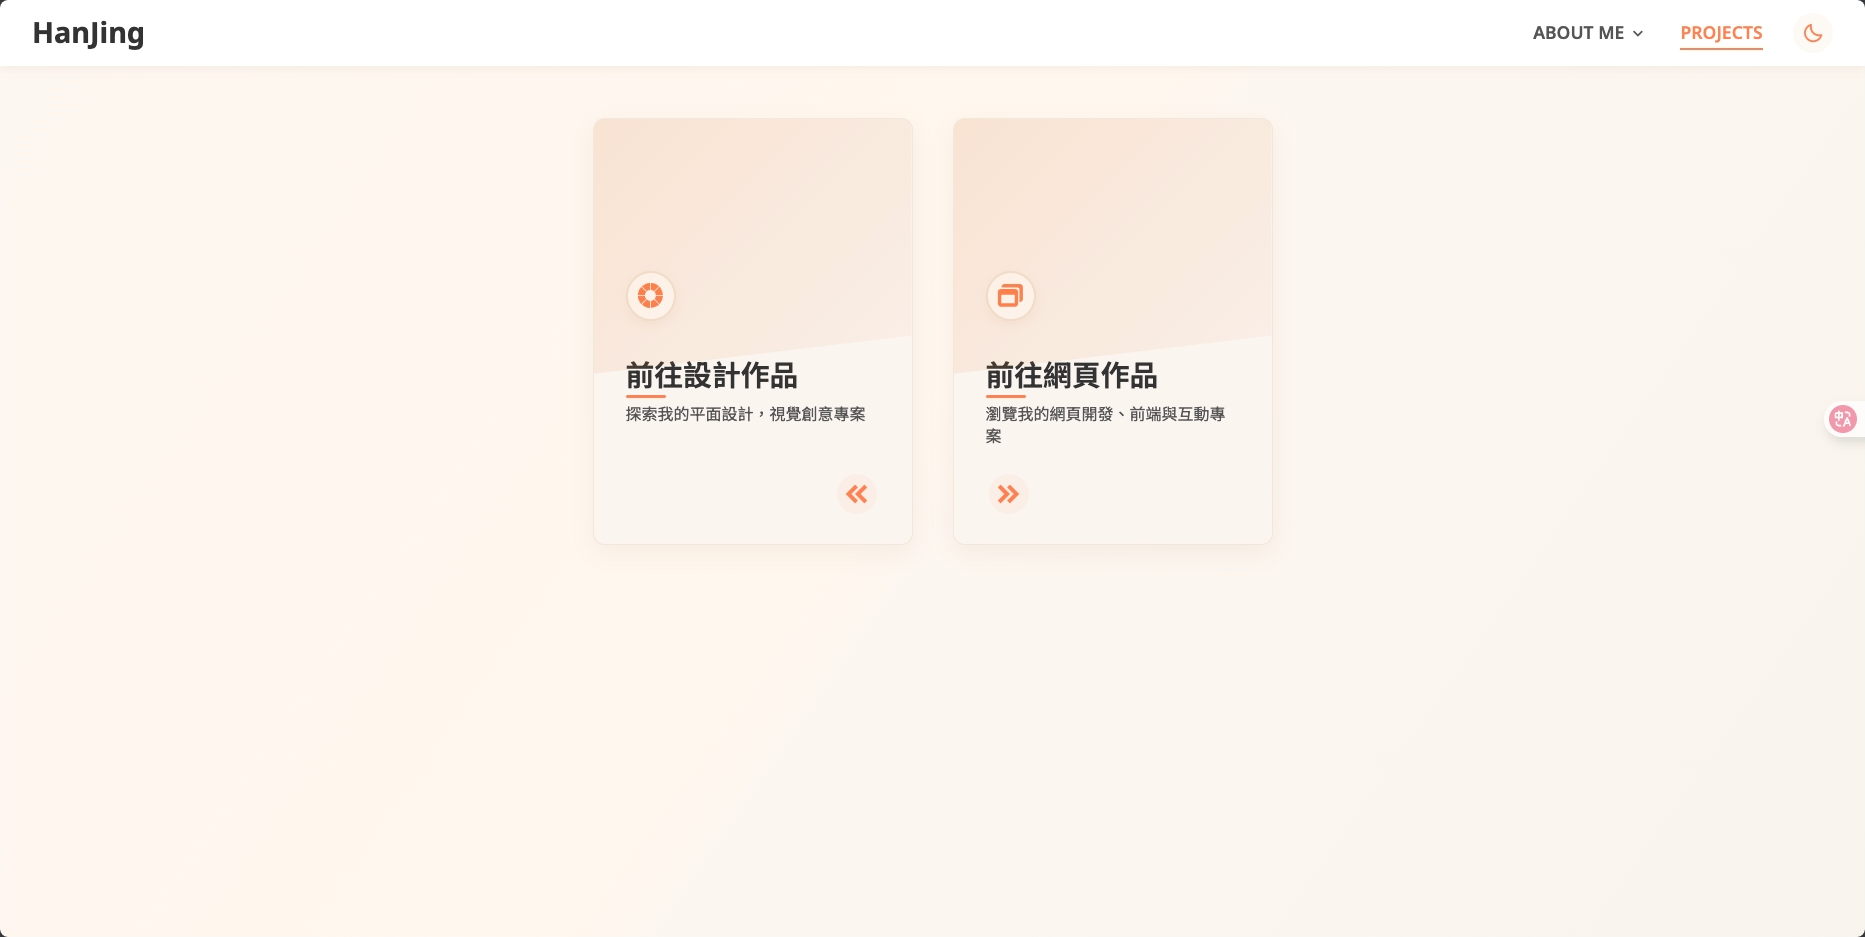 HanJing
ABOUT ME
PROJECTS
前往設計作品
探索我的平面設計，視覺創意專案
前往網頁作品
瀏覽我的網頁開發、前端與互動專
案
中A